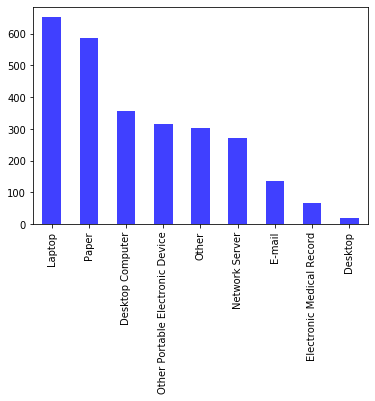 600
500
400
300
200
100
0
Laptop
Paper
Desktop Computer
Other Portable Electronic Device
Other
Network Server
E-mail
Electronic Medical Record
Desktop